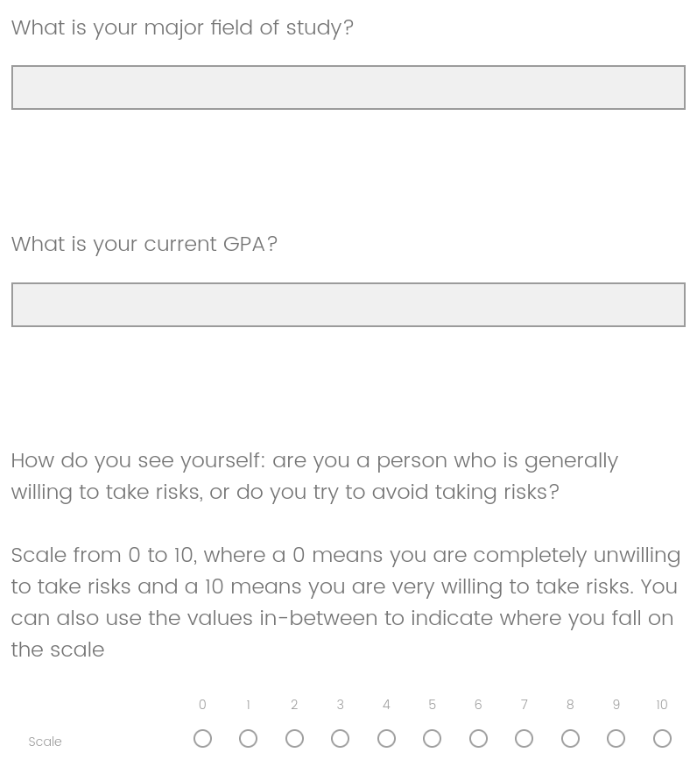 What is your major field of study?
What is your current GPA?
How do you see yourself: are you a person who is generally
willing to take risks, or do you try to avoid taking risks?
Scale from 0 to 10, where a 0 means you are completely unwilling
to take risks and a 10 means you are very willing to take risks. You
can also use the values in-between to indicate where you fall on
the scale
0 1 2 3 4 5 6 7 8 9 10
Scale